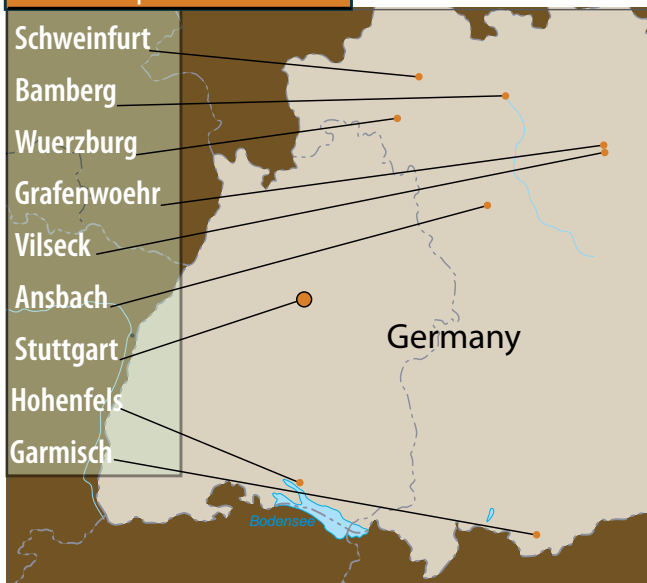 Schweinfurt
Bamberg
Wuerzburg
Grafenwoehr
Vilseck
Ansbach
Stuttgart
Germany
Hohenfels
Garmisch
Bodensee